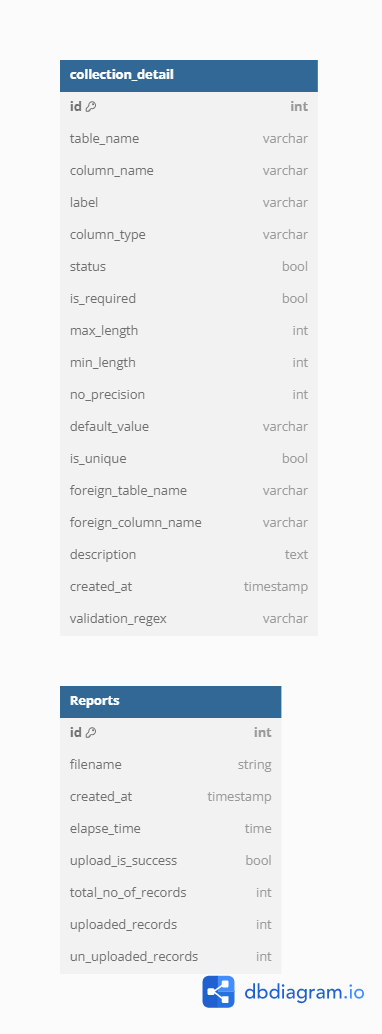 collection_detail
id int
table_name varchar
column_name varchar
label varchar
column_type varchar
status bool
is_required bool
max_length int
min_length int
no_precision int
default_value varchar
is_unique bool
foreign_table_name varchar
foreign_column_name varchar
description text
created_at timestamp
validation_regex varchar
Reports
id int
filename string
created_at timestamp
elapse_time time
upload_is_success bool
total_no_of_records int
uploaded_records int
un_uploaded_records int
dbdiagram.io